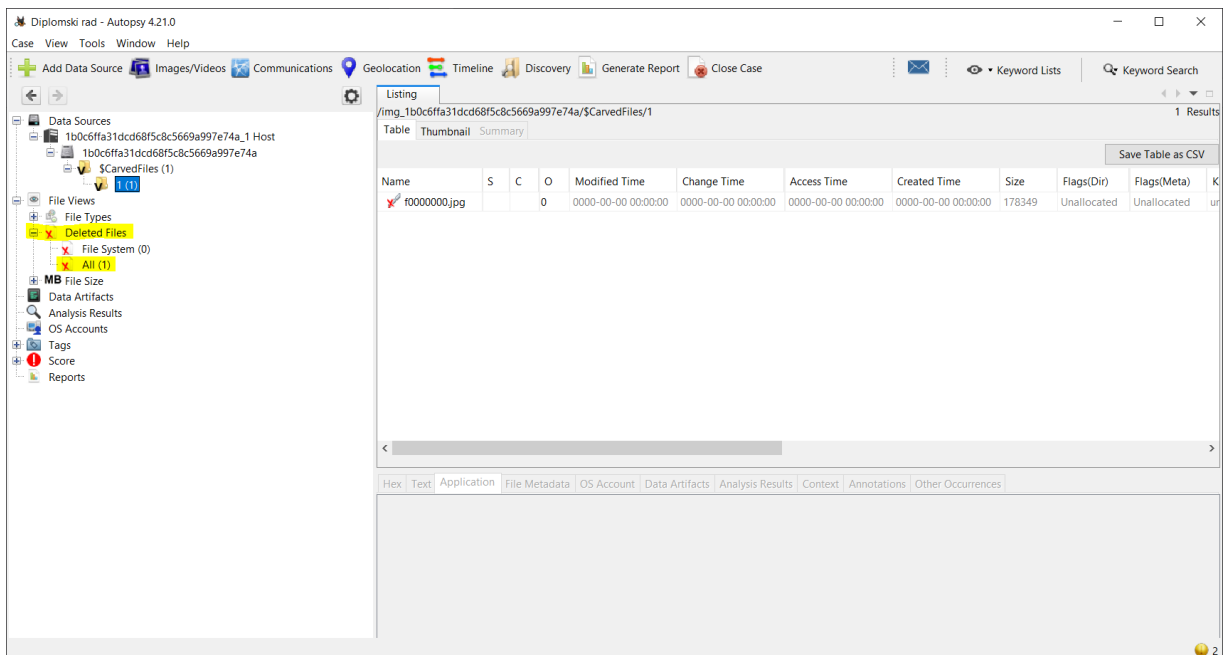 Diplomski rad - Autopsy 4.21.0
Case View Tools Window Help
Add Data Source Images/Videos Communications Geolocation Timeline Discovery Generate Report Close Case Keyword Lists Keyword Search
Listing
/img_1b0c6ffa31dcd68f5c8c5669a997e74a/$CarvedFiles/1 1 Results
Table Thumbnail Summary
Save Table as CSV
Name S C O Modified Time Change Time Access Time Created Time Size Flags(Dir) Flags(Meta) K
f0000000.jpg 0 0000-00-00 00:00:00 0000-00-00 00:00:00 0000-00-00 00:00:00 0000-00-00 00:00:00 178349 Unallocated Unallocated ur
Data Sources
1b0c6ffa31dcd68f5c8c5669a997e74a_1 Host
1b0c6ffa31dcd68f5c8c5669a997e74a
$CarvedFiles (1)
1 (1)
File Views
File Types
Deleted Files
File System (0)
All (1)
MB File Size
Data Artifacts
Analysis Results
OS Accounts
Tags
Score
Reports
Hex Text Application File Metadata OS Account Data Artifacts Analysis Results Context Annotations Other Occurrences
2